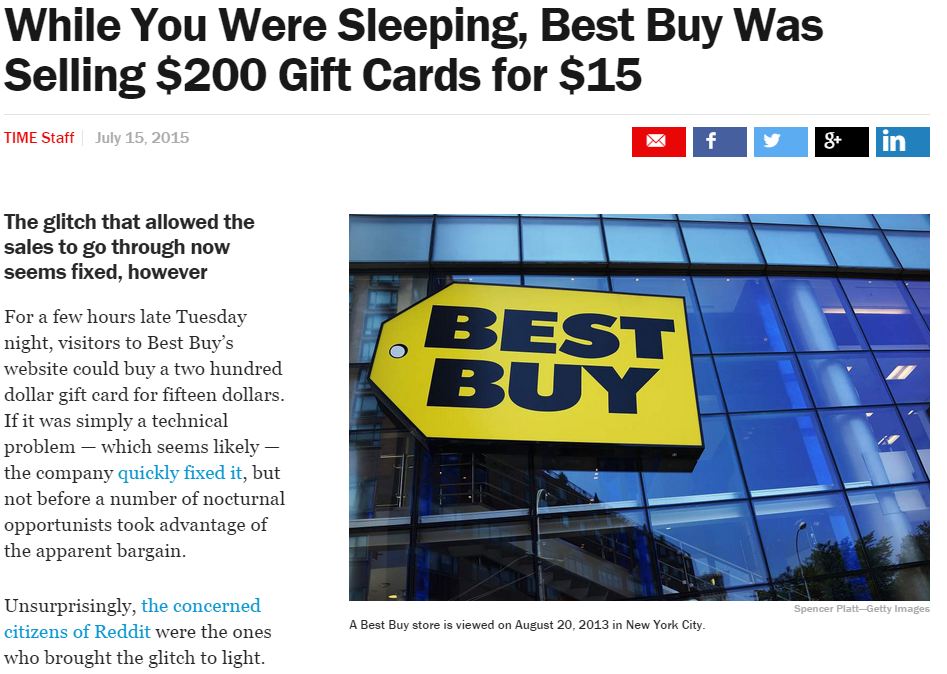 While You Were Sleeping, Best Buy Was
Selling $200 Gift Cards for $15
TIME Staff
July 15, 2015
f
g+
in
The glitch that allowed the
sales to go through now
seems fixed, however
For a few hours late Tuesday
night, visitors to Best Buy’s
website could buy a two hundred
dollar gift card for fifteen dollars.
If it was simply a technical
problem — which seems likely —
the company quickly fixed it, but
not before a number of nocturnal
opportunists took advantage of
the apparent bargain.
Unsurprisingly, the concerned
citizens of Reddit were the ones
who brought the glitch to light.
BEST
BUY
Spencer Platt—Getty Images
A Best Buy store is viewed on August 20, 2013 in New York City.